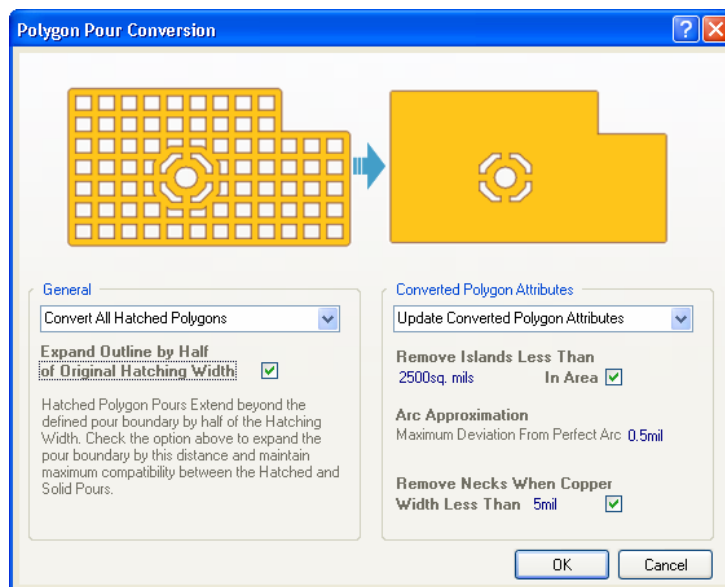 Polygon Pour Conversion
General
Convert All Hatched Polygons
Expand Outline by Half
of Original Hatching Width
Hatched Polygon Pours Extend beyond the
defined pour boundary by half of the Hatching
Width. Check the option above to expand the
pour boundary by this distance and maintain
maximum compatibility between the Hatched and
Solid Pours.
Converted Polygon Attributes
Update Converted Polygon Attributes
Remove Islands Less Than
2500sq. mils In Area
Arc Approximation
Maximum Deviation From Perfect Arc 0.5mil
Remove Necks When Copper
Width Less Than 5mil
OK Cancel